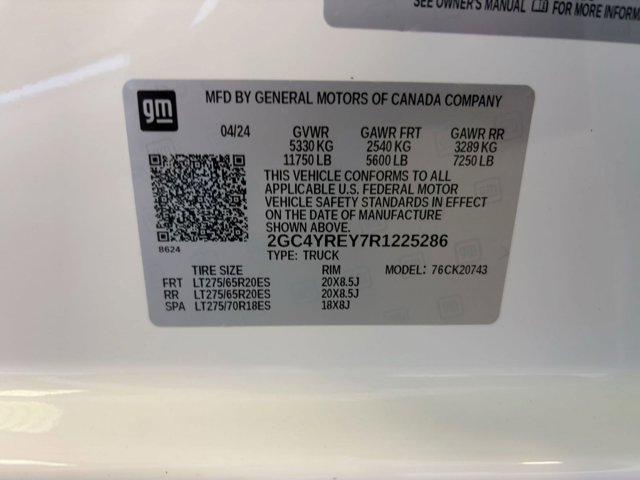 SEE OWNER'S MANUAL FOR MORE INFORM
gm
MFD BY GENERAL MOTORS OF CANADA COMPANY
04/24 GVWR GAWR FRT GAWR RR
5330 KG 2540 KG 3289 KG
11750 LB 5600 LB 7250 LB
THIS VEHICLE CONFORMS TO ALL
APPLICABLE U.S. FEDERAL MOTOR
VEHICLE SAFETY STANDARDS IN EFFECT
ON THE DATE OF MANUFACTURE
SHOWN ABOVE.
8624
2GC4YREY7R1225286
TYPE: TRUCK
TIRE SIZE RIM MODEL: 76CK20743
FRT LT275/65R20ES 20X8.5J
RR LT275/65R20ES 20X8.5J
SPA LT275/70R18ES 18X8J